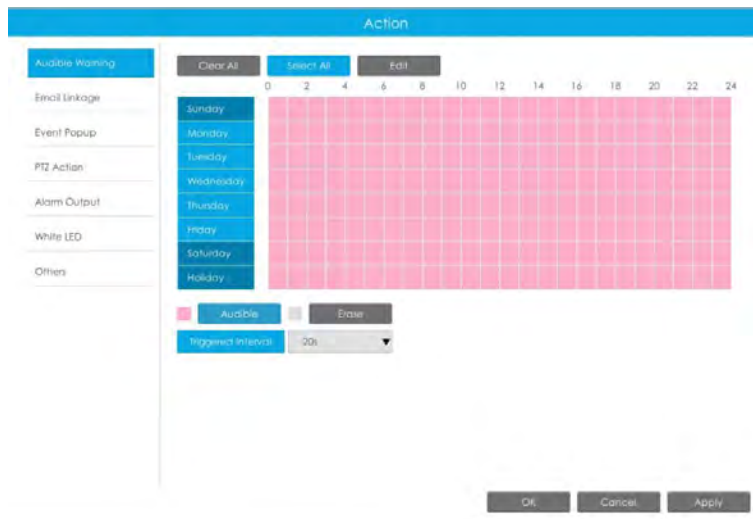 Action
Audible Warning
Clear All Select All Edit
0 2 4 6 8 10 12 14 16 18 20 22 24
Email Linkage
Sunday
Event Popup
Monday
Tuesday
PTZ Action
Wednesday
Alarm Output
Thursday
White LED
Friday
Saturday
Others
Holiday
Audible Erase
Triggered Interval 20s
OK Cancel Apply